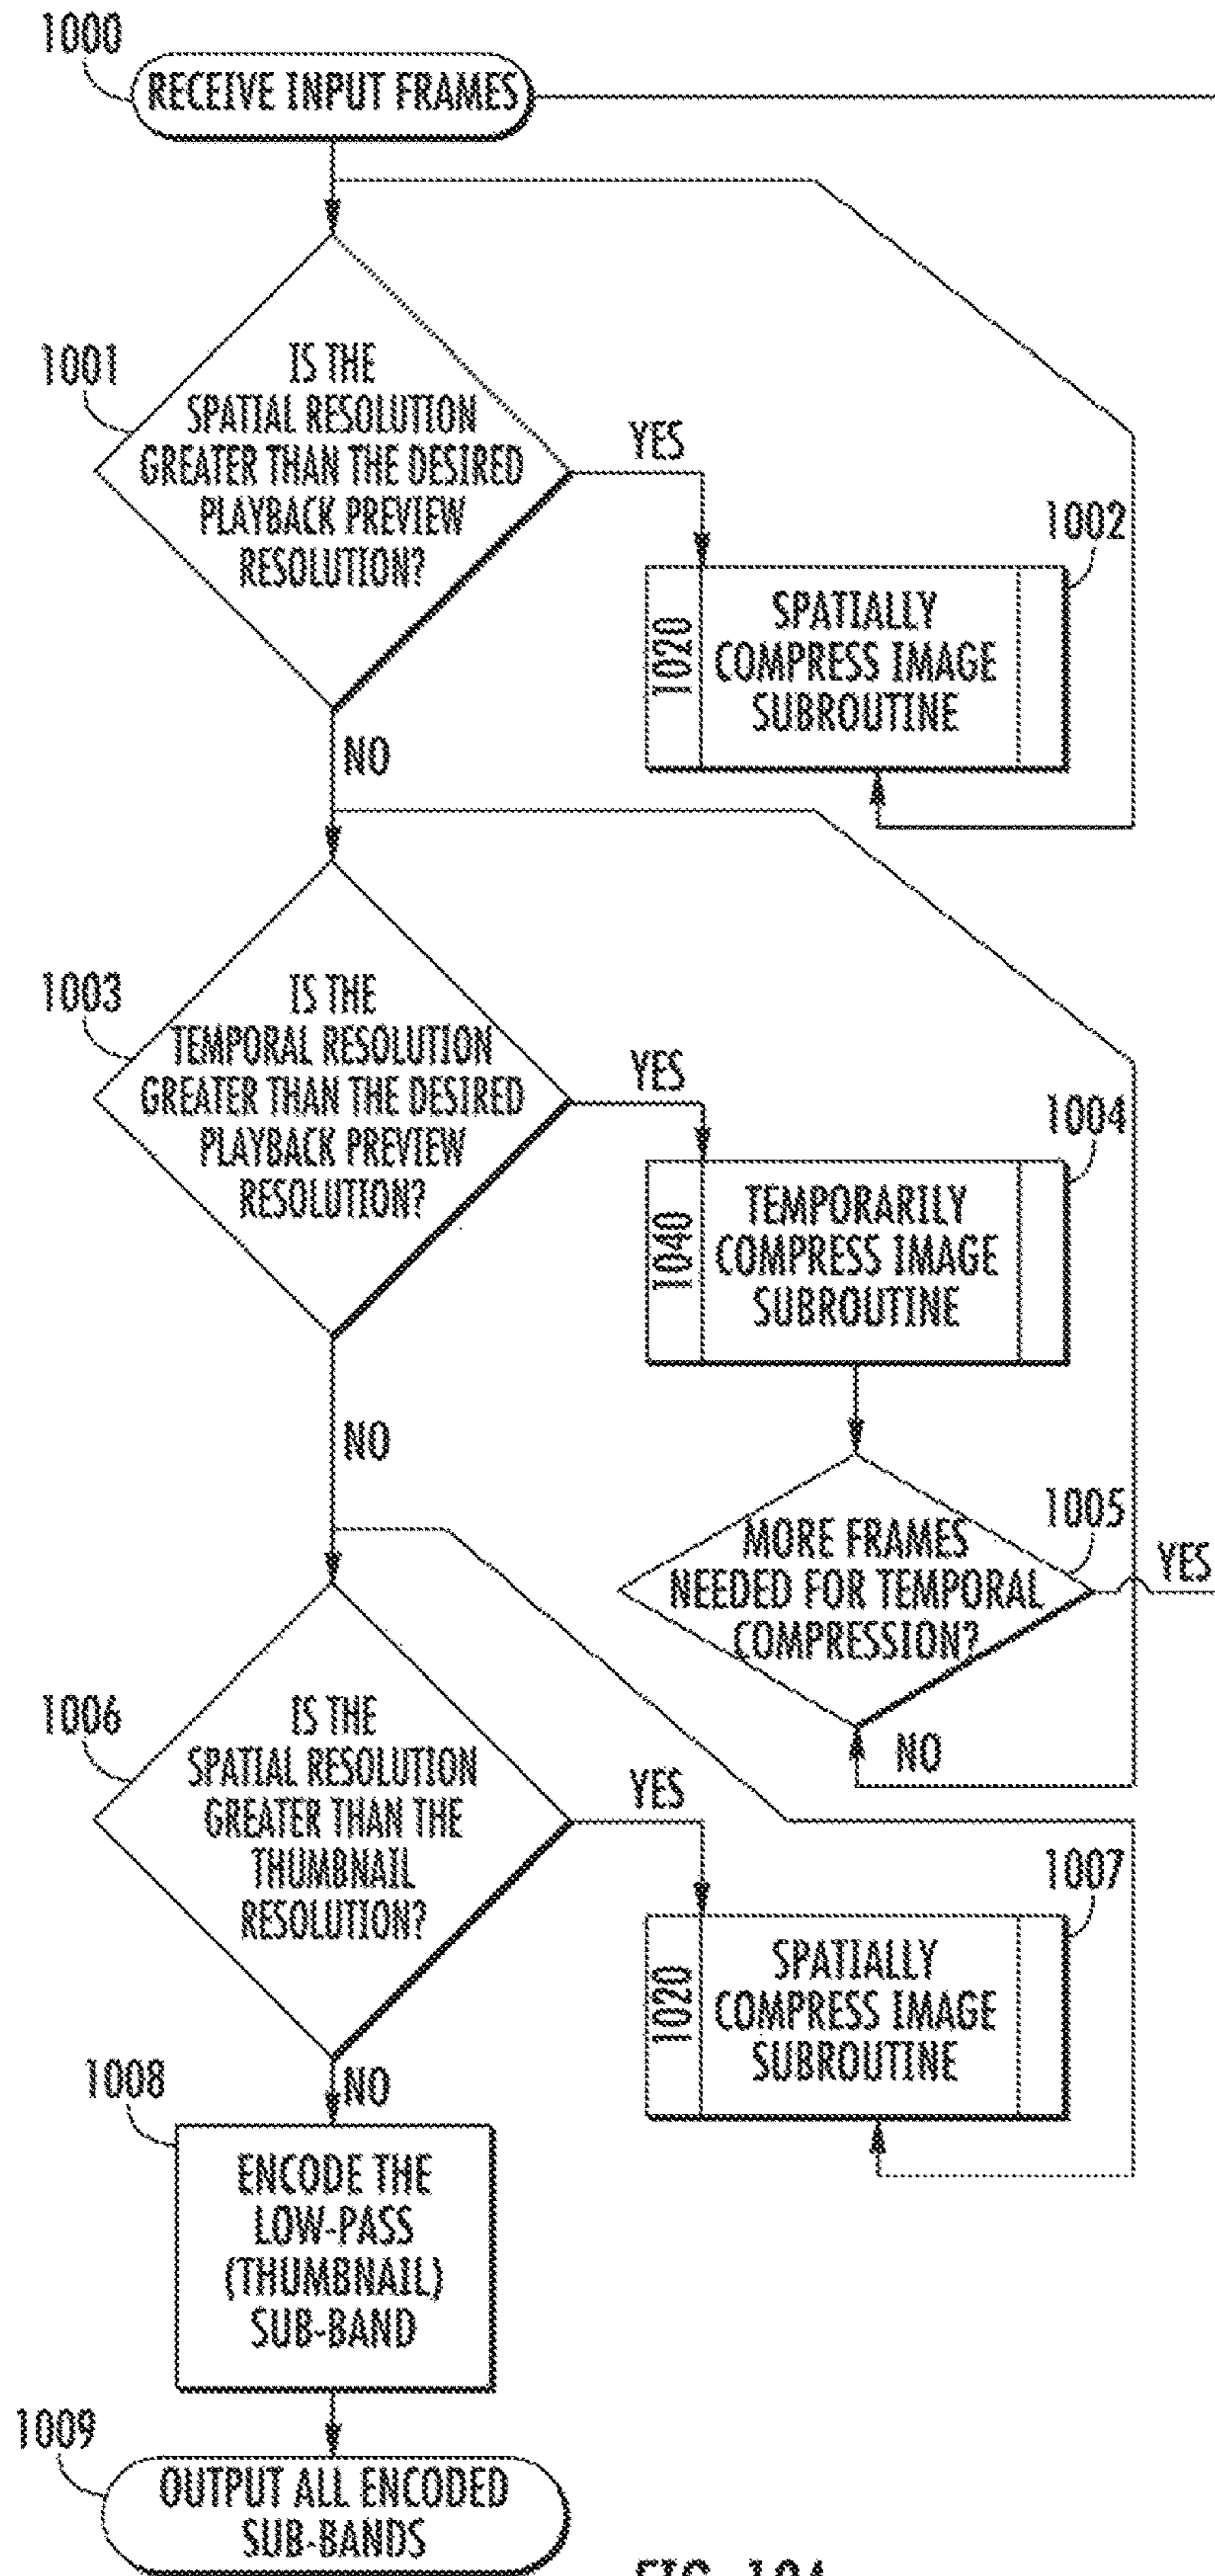 1000
RECEIVE INPUT FRAMES
1001
IS THE
SPATIAL RESOLUTION
GREATER THAN THE DESIRED
PLAYBACK PREVIEW
RESOLUTION?
YES
1002
1020
SPATIALLY
COMPRESS IMAGE
SUBROUTINE
NO
1003
IS THE
TEMPORAL RESOLUTION
GREATER THAN THE DESIRED
PLAYBACK PREVIEW
RESOLUTION?
YES
1004
1040
TEMPORARILY
COMPRESS IMAGE
SUBROUTINE
NO
1005
MORE FRAMES
NEEDED FOR TEMPORAL
COMPRESSION?
YES
NO
1006
IS THE
SPATIAL RESOLUTION
GREATER THAN THE
THUMBNAIL
RESOLUTION?
YES
1007
1020
SPATIALLY
COMPRESS IMAGE
SUBROUTINE
NO
1008
ENCODE THE
LOW-PASS
(THUMBNAIL)
SUB-BAND
1009
OUTPUT ALL ENCODED
SUB-BANDS
FIG. 10A